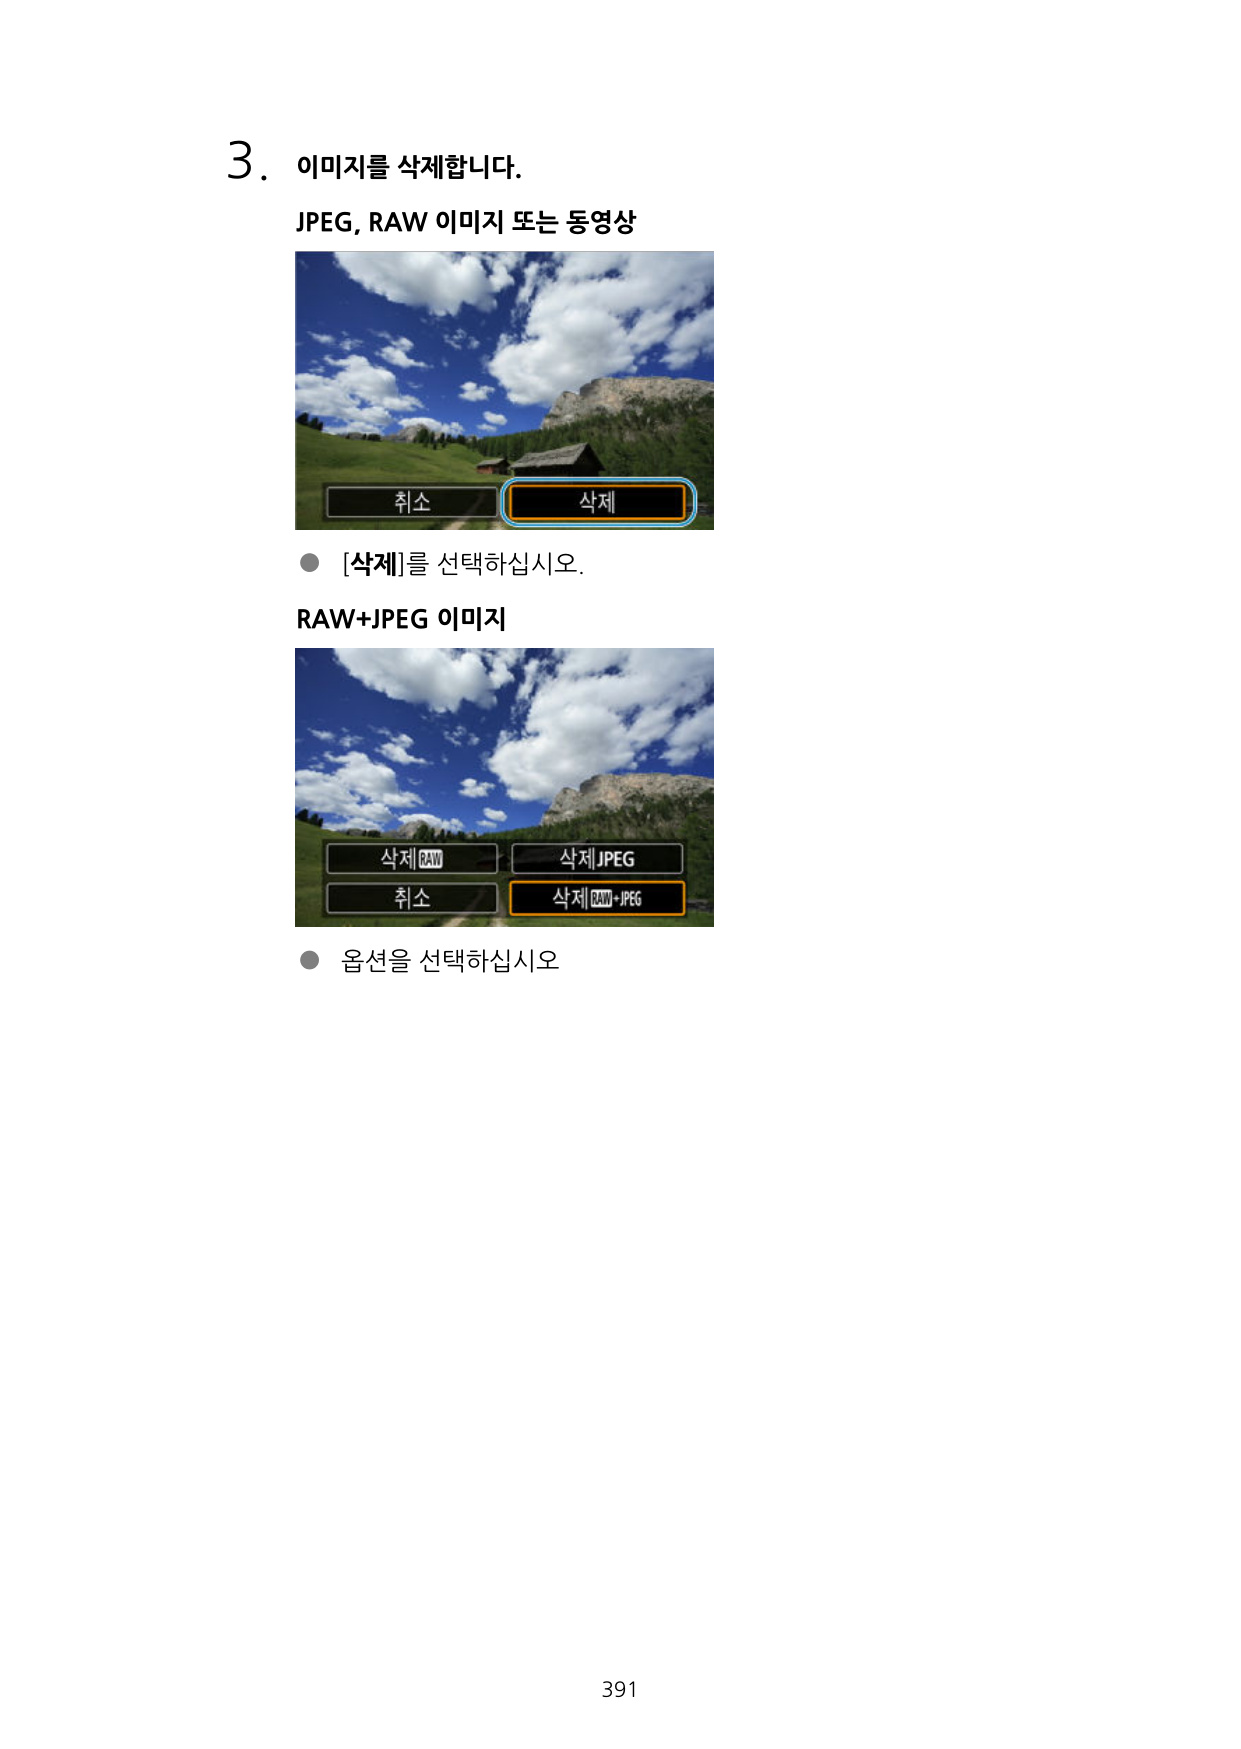 3. 이미지를 삭제합니다.
JPEG, RAW 이미지 또는 동영상
취소 삭제
● [삭제]를 선택하십시오.
RAW+JPEG 이미지
삭제RAW 삭제JPEG
취소 삭제RAW+JPEG
● 옵션을 선택하십시오
391